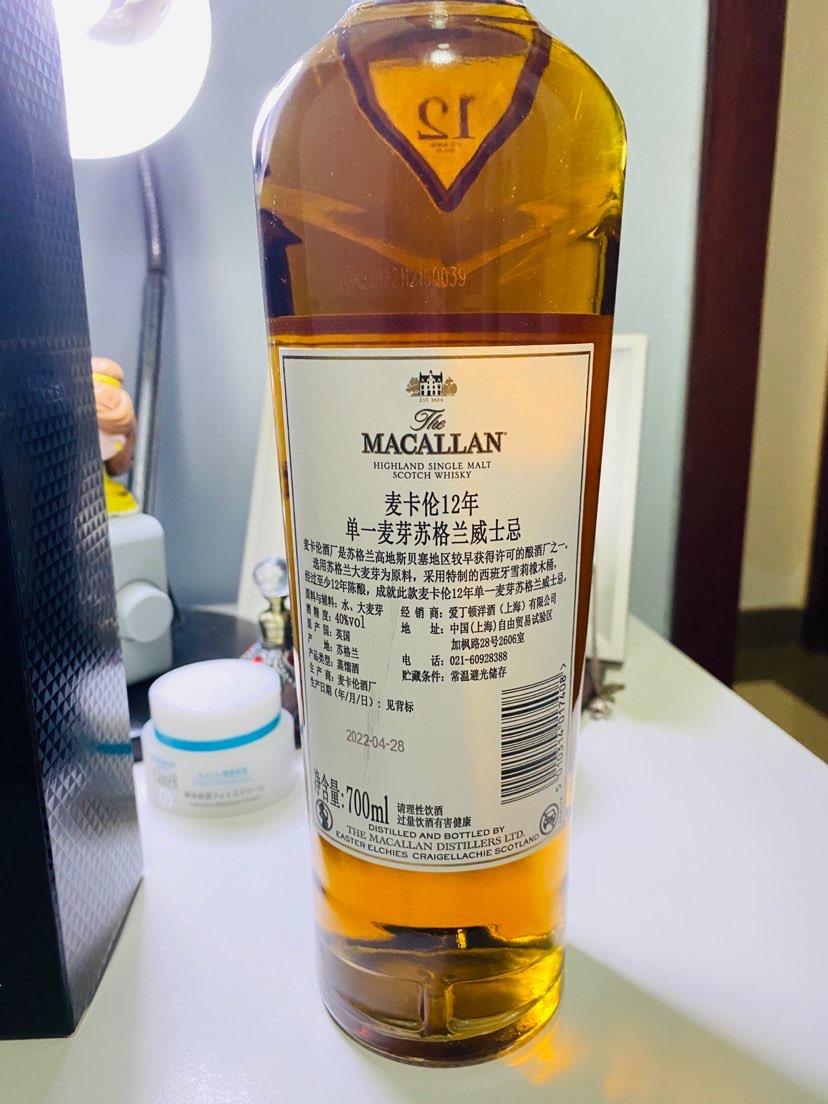 12
YEARS
OLD
EST. 1824
The
MACALLAN
HIGHLAND SINGLE MALT
SCOTCH WHISKY
麦卡伦12年
单一麦芽苏格兰威士忌
麦卡伦酒厂是苏格兰高地斯贝塞地区较早获得许可的酿酒厂之一。
选用苏格兰大麦芽为原料，采用特制的西班牙雪莉橡木桶，
经过至少12年陈酿，成就此款麦卡伦12年单一麦芽苏格兰威士忌。
原料与辅料：水、大麦芽
酒精度：40%vol
原产国：英国
产地：苏格兰
产品类型：蒸馏酒
生产商：麦卡伦酒厂
生产日期（年/月/日）：见背标
经销商：爱丁顿洋酒（上海）有限公司
地址：中国(上海)自由贸易试验区
加枫路28号2606室
电话：021-60928388
贮藏条件：常温避光储存
2022-04-28
净含量:700ml
请理性饮酒
过量饮酒有害健康
5 010314 017408 >
DISTILLED AND BOTTLED BY
THE MACALLAN DISTILLERS LTD.
EASTER ELCHIES CRAIGELLACHIE SCOTLAND